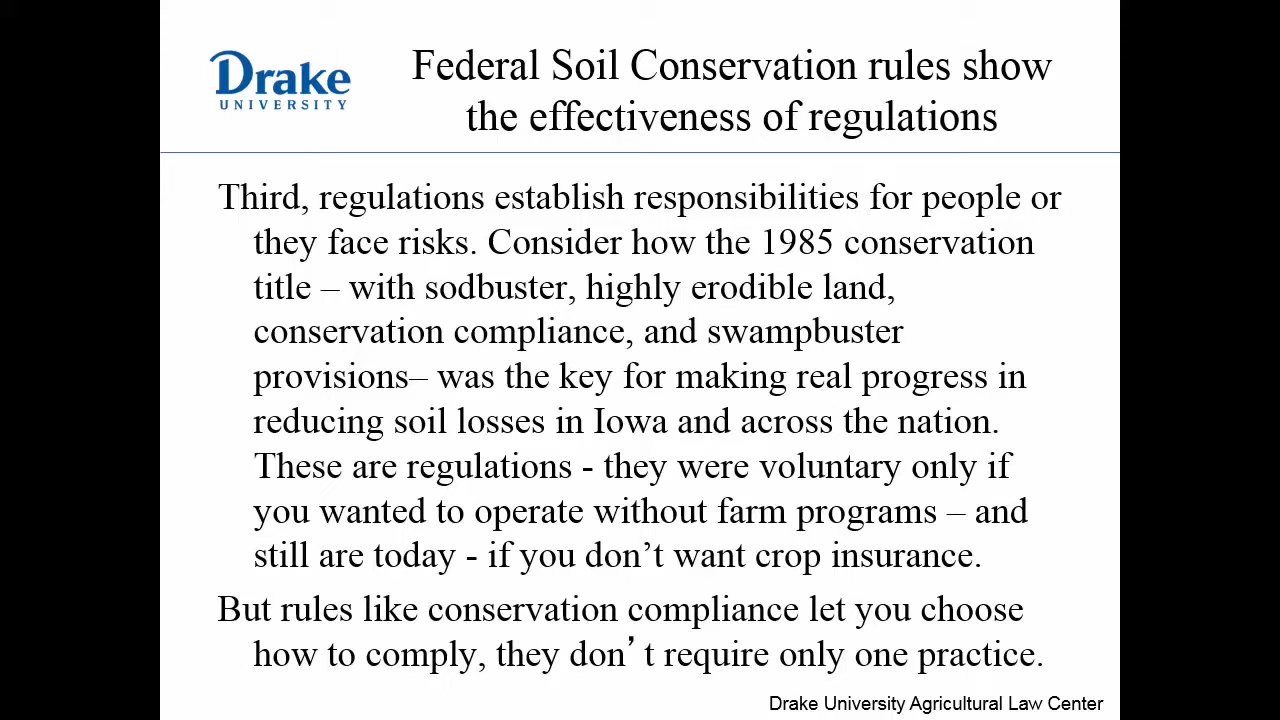 Drake
UNIVERSITY
Federal Soil Conservation rules show
the effectiveness of regulations
Third, regulations establish responsibilities for people or
they face risks. Consider how the 1985 conservation
title – with sodbuster, highly erodible land,
conservation compliance, and swampbuster
provisions– was the key for making real progress in
reducing soil losses in Iowa and across the nation.
These are regulations - they were voluntary only if
you wanted to operate without farm programs – and
still are today - if you don’t want crop insurance.
But rules like conservation compliance let you choose
how to comply, they don’ t require only one practice.
Drake University Agricultural Law Center